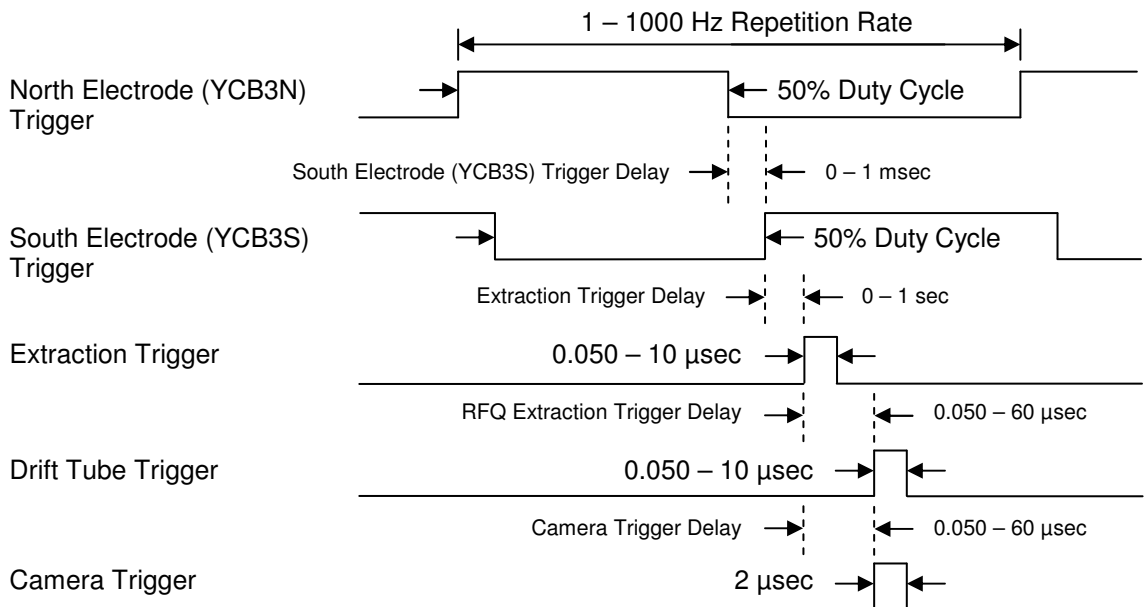 1 – 1000 Hz Repetition Rate
North Electrode (YCB3N)
Trigger
50% Duty Cycle
South Electrode (YCB3S) Trigger Delay
0 – 1 msec
South Electrode (YCB3S)
Trigger
50% Duty Cycle
Extraction Trigger Delay
0 – 1 sec
Extraction Trigger
0.050 – 10 µsec
RFQ Extraction Trigger Delay
0.050 – 60 µsec
Drift Tube Trigger
0.050 – 10 µsec
Camera Trigger Delay
0.050 – 60 µsec
Camera Trigger
2 µsec